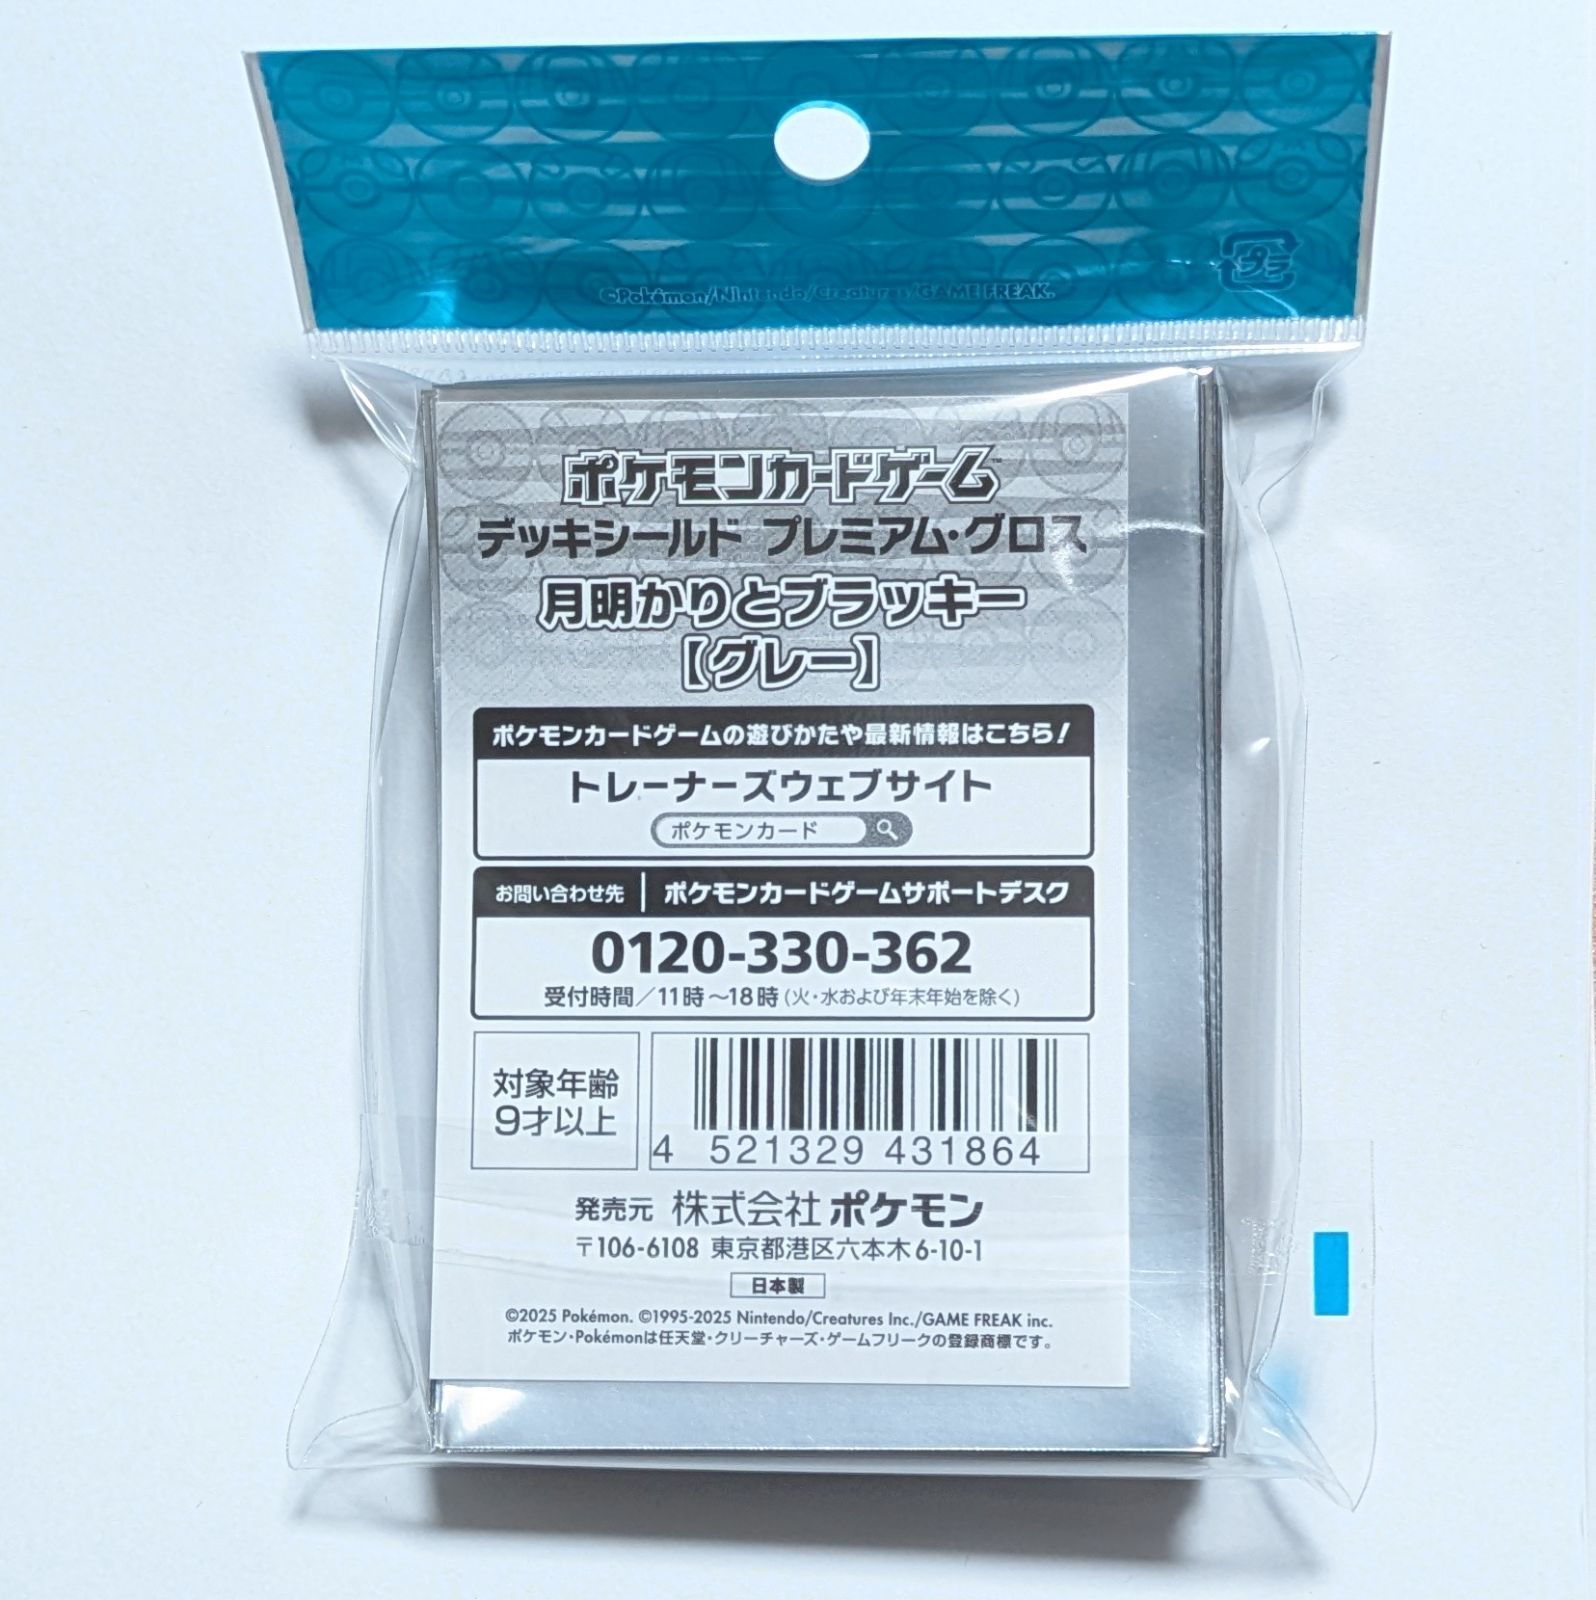 プラ
©Pokémon/Nintendo/Creatures/GAME FREAK.
ポケモンカードゲーム™
デッキシールド プレミアム・グロス
月明かりとブラッキー
【グレー】
ポケモンカードゲームの遊びかたや最新情報はこちら!
トレーナーズウェブサイト
ポケモンカード
お問い合わせ先 | ポケモンカードゲームサポートデスク
0120-330-362
受付時間/11時~18時(火・水および年末年始を除く)
対象年齢
9才以上
4 521329 431864
発売元 株式会社ポケモン
〒106-6108 東京都港区六本木6-10-1
日本製
©2025 Pokémon. ©1995-2025 Nintendo/Creatures Inc./GAME FREAK inc.
ポケモン・Pokémonは任天堂・クリーチャーズ・ゲームフリークの登録商標です。